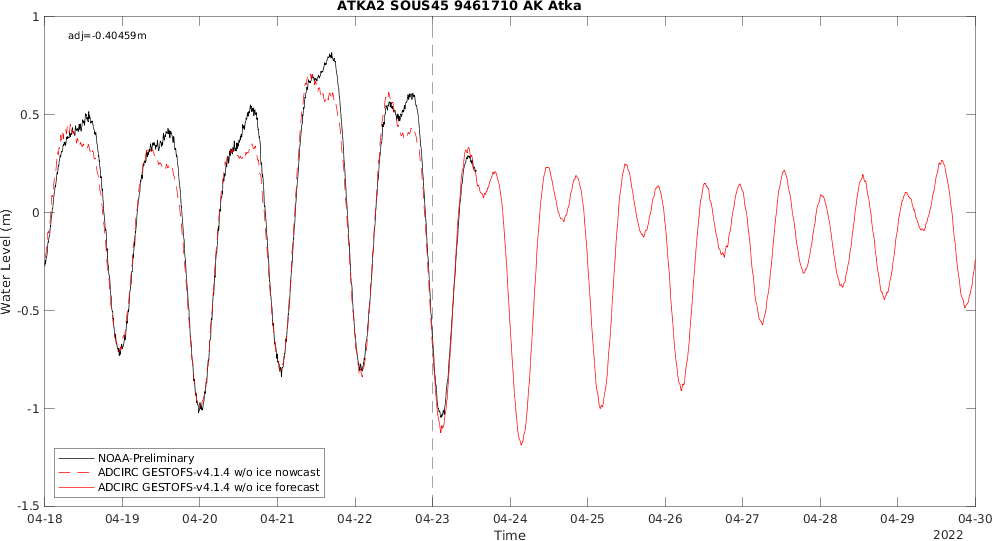 ATKA2 SOUS45 9461710 AK Atka
adj=-0.40459m
1
0.5
0
-0.5
-1
-1.5
Water Level (m)
NOAA-Preliminary
ADCIRC GESTOFS-v4.1.4 w/o ice nowcast
ADCIRC GESTOFS-v4.1.4 w/o ice forecast
04-18 04-19 04-20 04-21 04-22 04-23 04-24 04-25 04-26 04-27 04-28 04-29 04-30
Time
2022